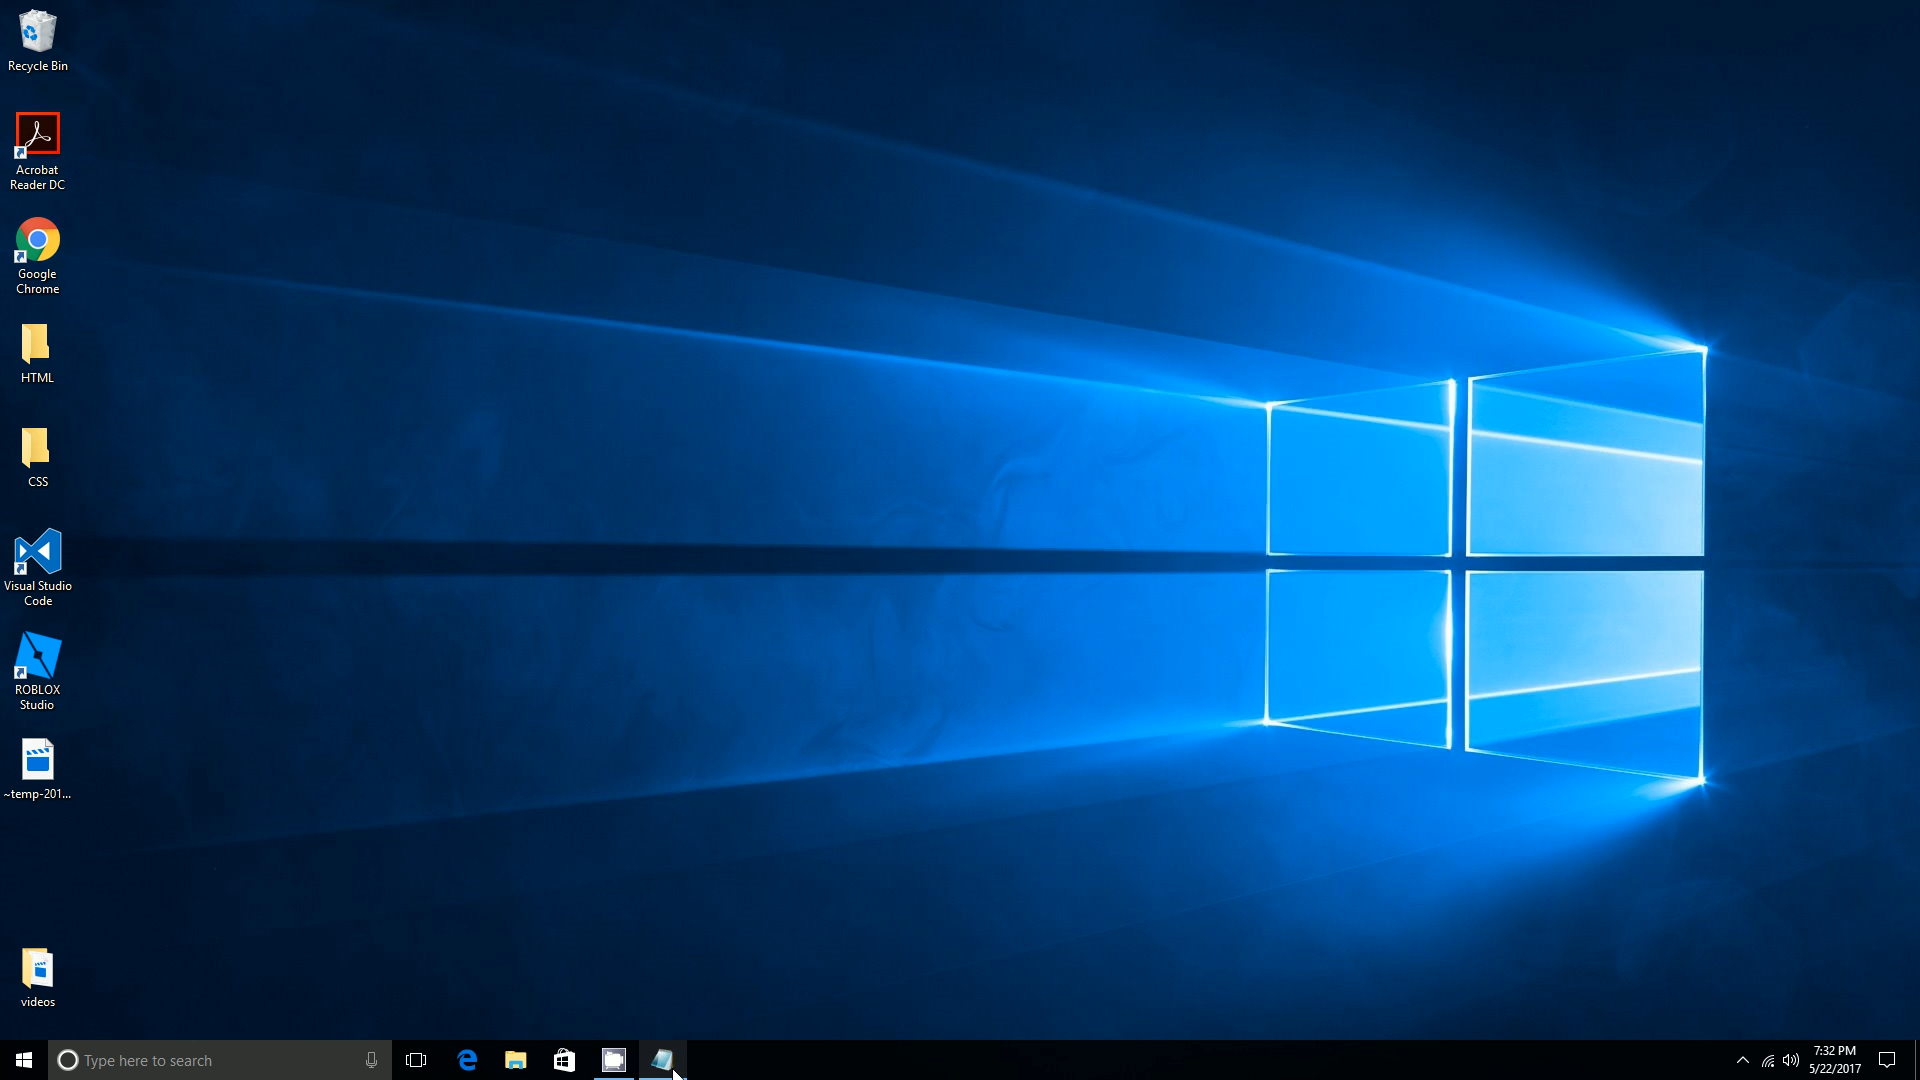 Recycle Bin
Acrobat
Reader DC
Google
Chrome
HTML
CSS
Visual Studio
Code
ROBLOX
Studio
~temp-201...
videos
Type here to search
7:32 PM
5/22/2017